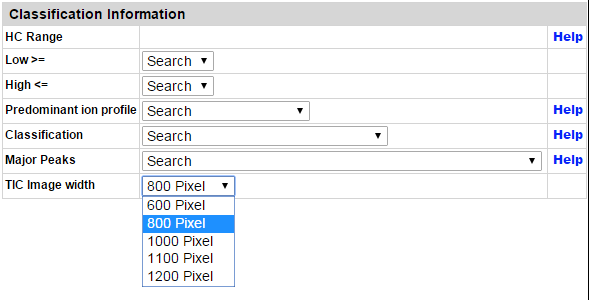 Classification Information
HC Range Help
Low >= Search
High <= Search
Predominant ion profile Search Help
Classification Search Help
Major Peaks Search Help
TIC Image width 800 Pixel
600 Pixel
800 Pixel
1000 Pixel
1100 Pixel
1200 Pixel